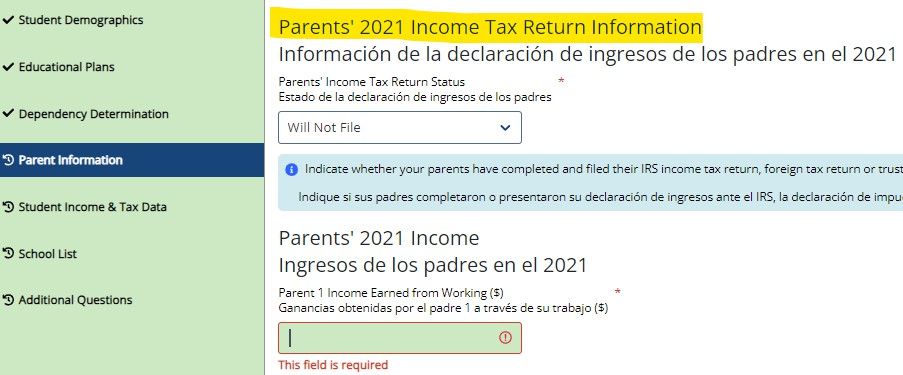 Student Demographics
Educational Plans
Dependency Determination
Parent Information
Student Income & Tax Data
School List
Additional Questions
Parents' 2021 Income Tax Return Information
Información de la declaración de ingresos de los padres en el 2021
Parents' Income Tax Return Status *
Estado de la declaración de ingresos de los padres
Will Not File
Indicate whether your parents have completed and filed their IRS income tax return, foreign tax return or trust
Indique si sus padres completaron o presentaron su declaración de ingresos ante el IRS, la declaración de impue
Parents' 2021 Income
Ingresos de los padres en el 2021
Parent 1 Income Earned from Working ($) *
Ganancias obtenidas por el padre 1 a través de su trabajo ($)
This field is required